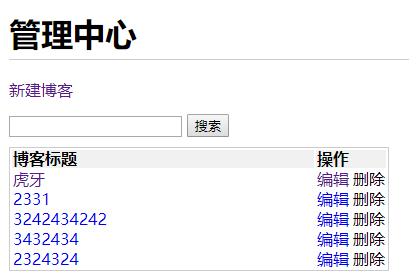 管理中心
新建博客
搜索
博客标题 操作
虎牙 编辑 删除
2331 编辑 删除
3242434242 编辑 删除
3432434 编辑 删除
2324324 编辑 删除